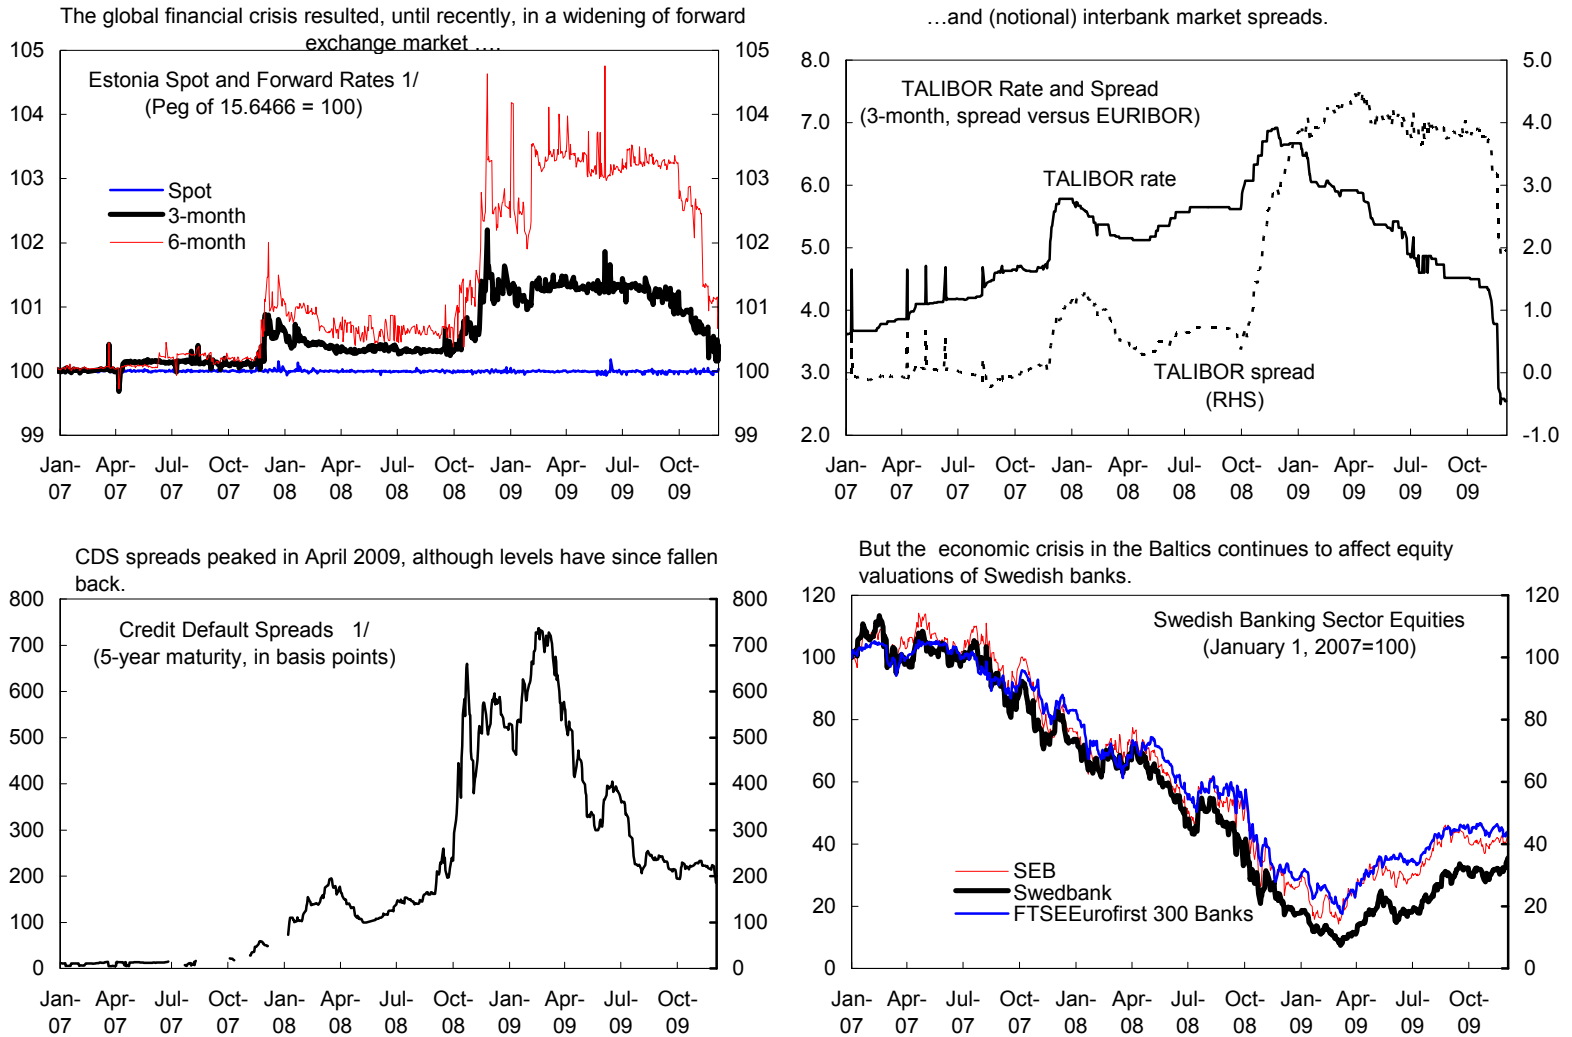 The global financial crisis resulted, until recently, in a widening of forward
exchange market ….
105
104
103
102
101
100
99
105
104
103
102
101
100
99
Estonia Spot and Forward Rates 1/
(Peg of 15.6466 = 100)
Spot
3-month
6-month
Jan-
07
Apr-
07
Jul-
07
Oct-
07
Jan-
08
Apr-
08
Jul-
08
Oct-
08
Jan-
09
Apr-
09
Jul-
09
Oct-
09
…and (notional) interbank market spreads.
8.0
7.0
6.0
5.0
4.0
3.0
2.0
5.0
4.0
3.0
2.0
1.0
0.0
-1.0
TALIBOR Rate and Spread
(3-month, spread versus EURIBOR)
TALIBOR rate
TALIBOR spread
(RHS)
Jan-
07
Apr-
07
Jul-
07
Oct-
07
Jan-
08
Apr-
08
Jul-
08
Oct-
08
Jan-
09
Apr-
09
Jul-
09
Oct-
09
CDS spreads peaked in April 2009, although levels have since fallen
back.
800
700
600
500
400
300
200
100
0
800
700
600
500
400
300
200
100
0
Credit Default Spreads 1/
(5-year maturity, in basis points)
Jan-
07
Apr-
07
Jul-
07
Oct-
07
Jan-
08
Apr-
08
Jul-
08
Oct-
08
Jan-
09
Apr-
09
Jul-
09
Oct-
09
But the economic crisis in the Baltics continues to affect equity
valuations of Swedish banks.
120
100
80
60
40
20
0
120
100
80
60
40
20
0
Swedish Banking Sector Equities
(January 1, 2007=100)
SEB
Swedbank
FTSEEurofirst 300 Banks
Jan-
07
Apr-
07
Jul-
07
Oct-
07
Jan-
08
Apr-
08
Jul-
08
Oct-
08
Jan-
09
Apr-
09
Jul-
09
Oct-
09